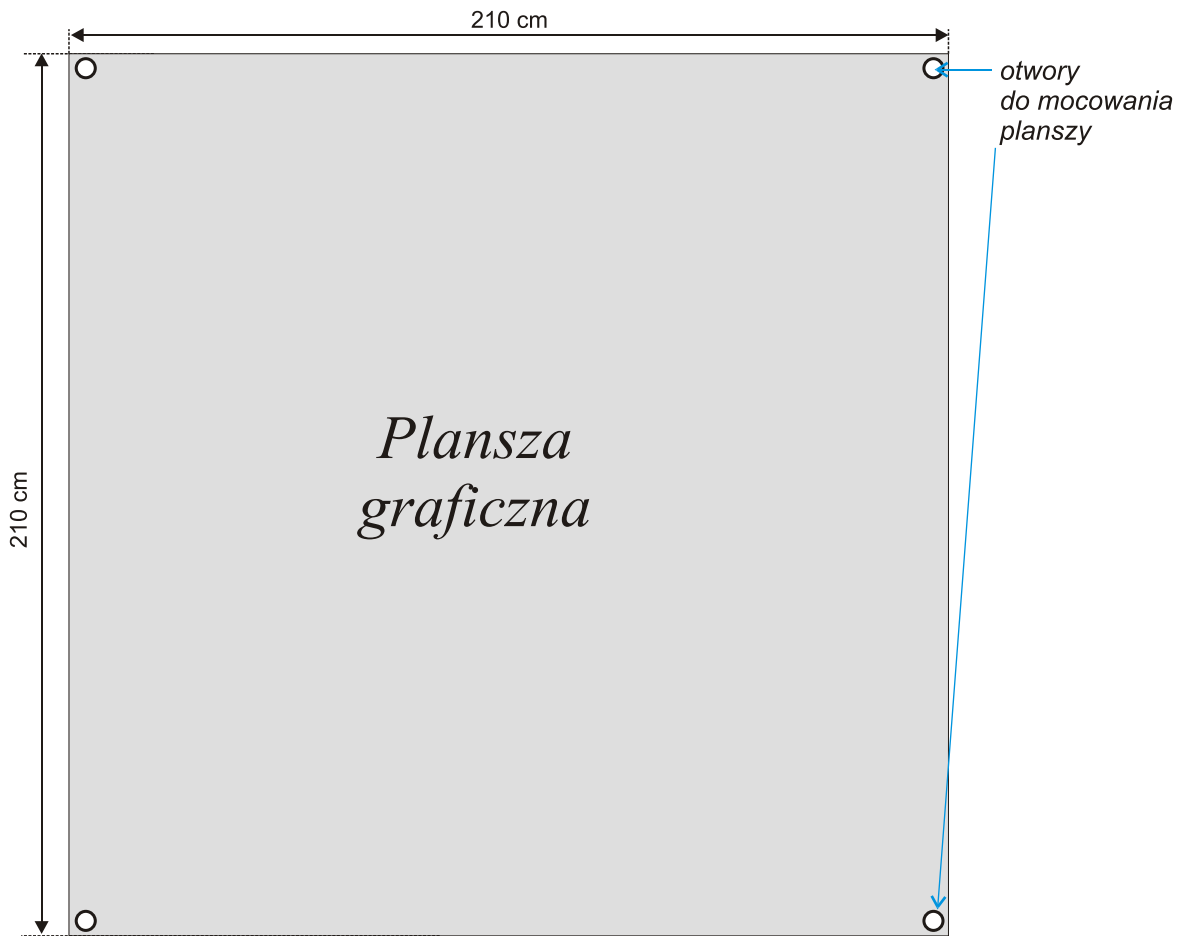 210 cm
otwory
do mocowania
planszy
Plansza
graficzna
210 cm